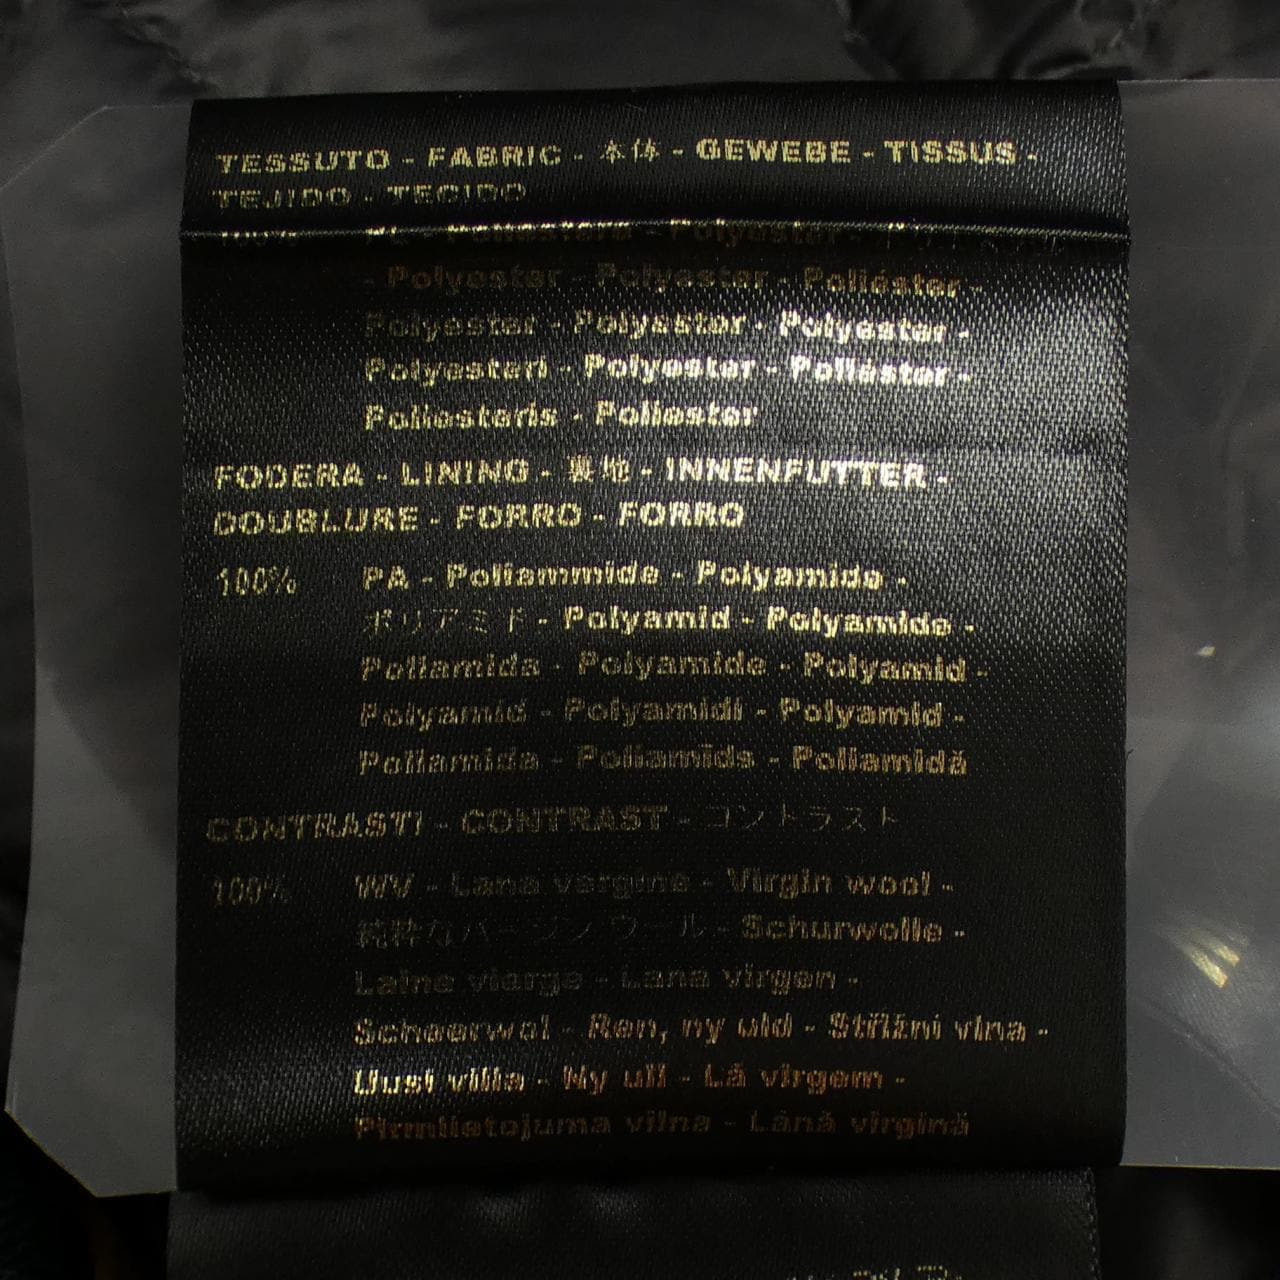 TESSUTO - FABRIC - 本体 - GEWEBE - TISSUS -
TEJIDO - TECIDO
100% - Poliestere - Polyester -
- Polyester - Polyester - Poliéster -
Polyester - Polyester - Polyester -
Polyesteri - Polyester - Poliéster -
Poliesteris - Poliester
FODERA - LINING - 裏地 - INNENFUTTER -
DOUBLURE - FORRO - FORRO
100% PA - Poliammide - Polyamide -
ポリアミド - Polyamid - Polyamide -
Poliamida - Polyamide - Polyamid -
Polyamid - Polyamidi - Polyamid -
Poliamida - Poliamīds - Poliamidă
CONTRASTI - CONTRAST - コントラスト
100% WV - Lana vergine - Virgin wool -
純粋なバージンウール - Schurwolle -
Laine vierge - Lana virgen -
Scheerwol - Ren, ny uld - Střižní vlna -
Uusi villa - Ny ull - Lã virgem -
Pirmlietojuma vilna - Lână virgină